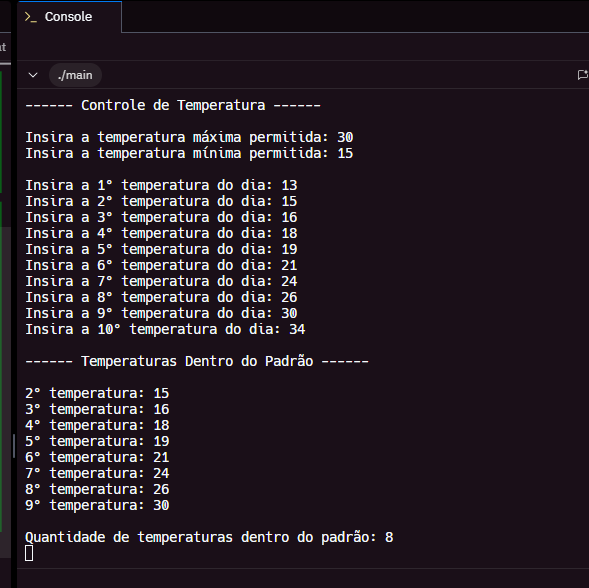 Console
./main
------ Controle de Temperatura ------
Insira a temperatura máxima permitida: 30
Insira a temperatura mínima permitida: 15
Insira a 1° temperatura do dia: 13
Insira a 2° temperatura do dia: 15
Insira a 3° temperatura do dia: 16
Insira a 4° temperatura do dia: 18
Insira a 5° temperatura do dia: 19
Insira a 6° temperatura do dia: 21
Insira a 7° temperatura do dia: 24
Insira a 8° temperatura do dia: 26
Insira a 9° temperatura do dia: 30
Insira a 10° temperatura do dia: 34
------ Temperaturas Dentro do Padrão ------
2° temperatura: 15
3° temperatura: 16
4° temperatura: 18
5° temperatura: 19
6° temperatura: 21
7° temperatura: 24
8° temperatura: 26
9° temperatura: 30
Quantidade de temperaturas dentro do padrão: 8